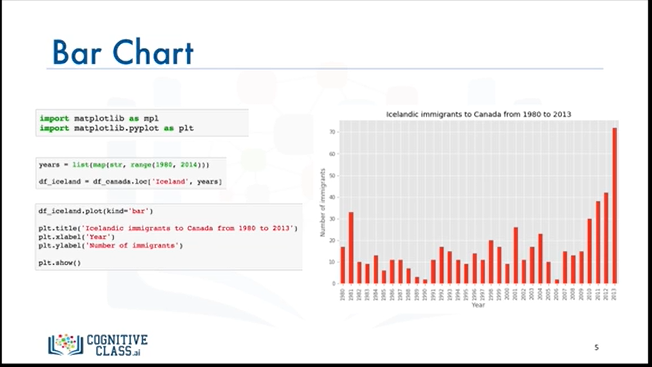 Bar Chart
import matplotlib as mpl
import matplotlib.pyplot as plt
years = list(map(str, range(1980, 2014)))
df_iceland = df_canada.loc['Iceland', years]
df_iceland.plot(kind='bar')
plt.title('Icelandic immigrants to Canada from 1980 to 2013')
plt.xlabel('Year')
plt.ylabel('Number of immigrants')
plt.show()
Icelandic immigrants to Canada from 1980 to 2013
Number of immigrants
70
60
50
40
30
20
10
0
1980 1981 1982 1983 1984 1985 1986 1987 1988 1989 1990 1991 1992 1993 1994 1995 1996 1997 1998 1999 2000 2001 2002 2003 2004 2005 2006 2007 2008 2009 2010 2011 2012 2013
Year
COGNITIVE
CLASS.ai
5